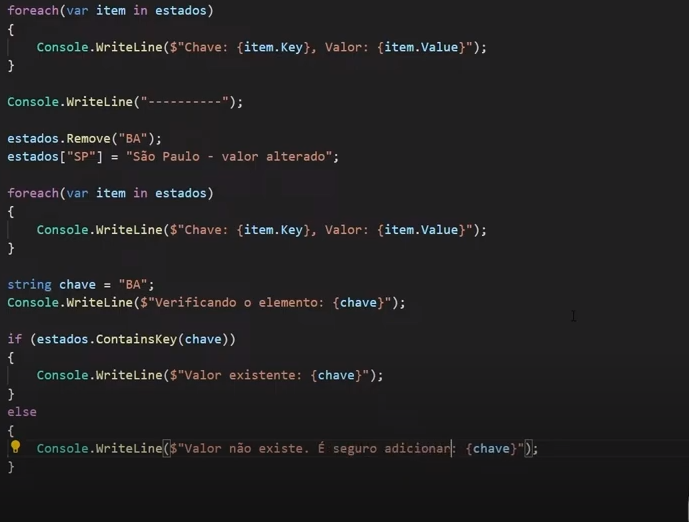 foreach(var item in estados)
{
    Console.WriteLine($"Chave: {item.Key}, Valor: {item.Value}");
}
Console.WriteLine("----------");
estados.Remove("BA");
estados["SP"] = "São Paulo - valor alterado";
foreach(var item in estados)
{
    Console.WriteLine($"Chave: {item.Key}, Valor: {item.Value}");
}
string chave = "BA";
Console.WriteLine($"Verificando o elemento: {chave}");
if (estados.ContainsKey(chave))
{
    Console.WriteLine($"Valor existente: {chave}");
}
else
{
    Console.WriteLine($"Valor não existe. É seguro adicionar: {chave}");
}